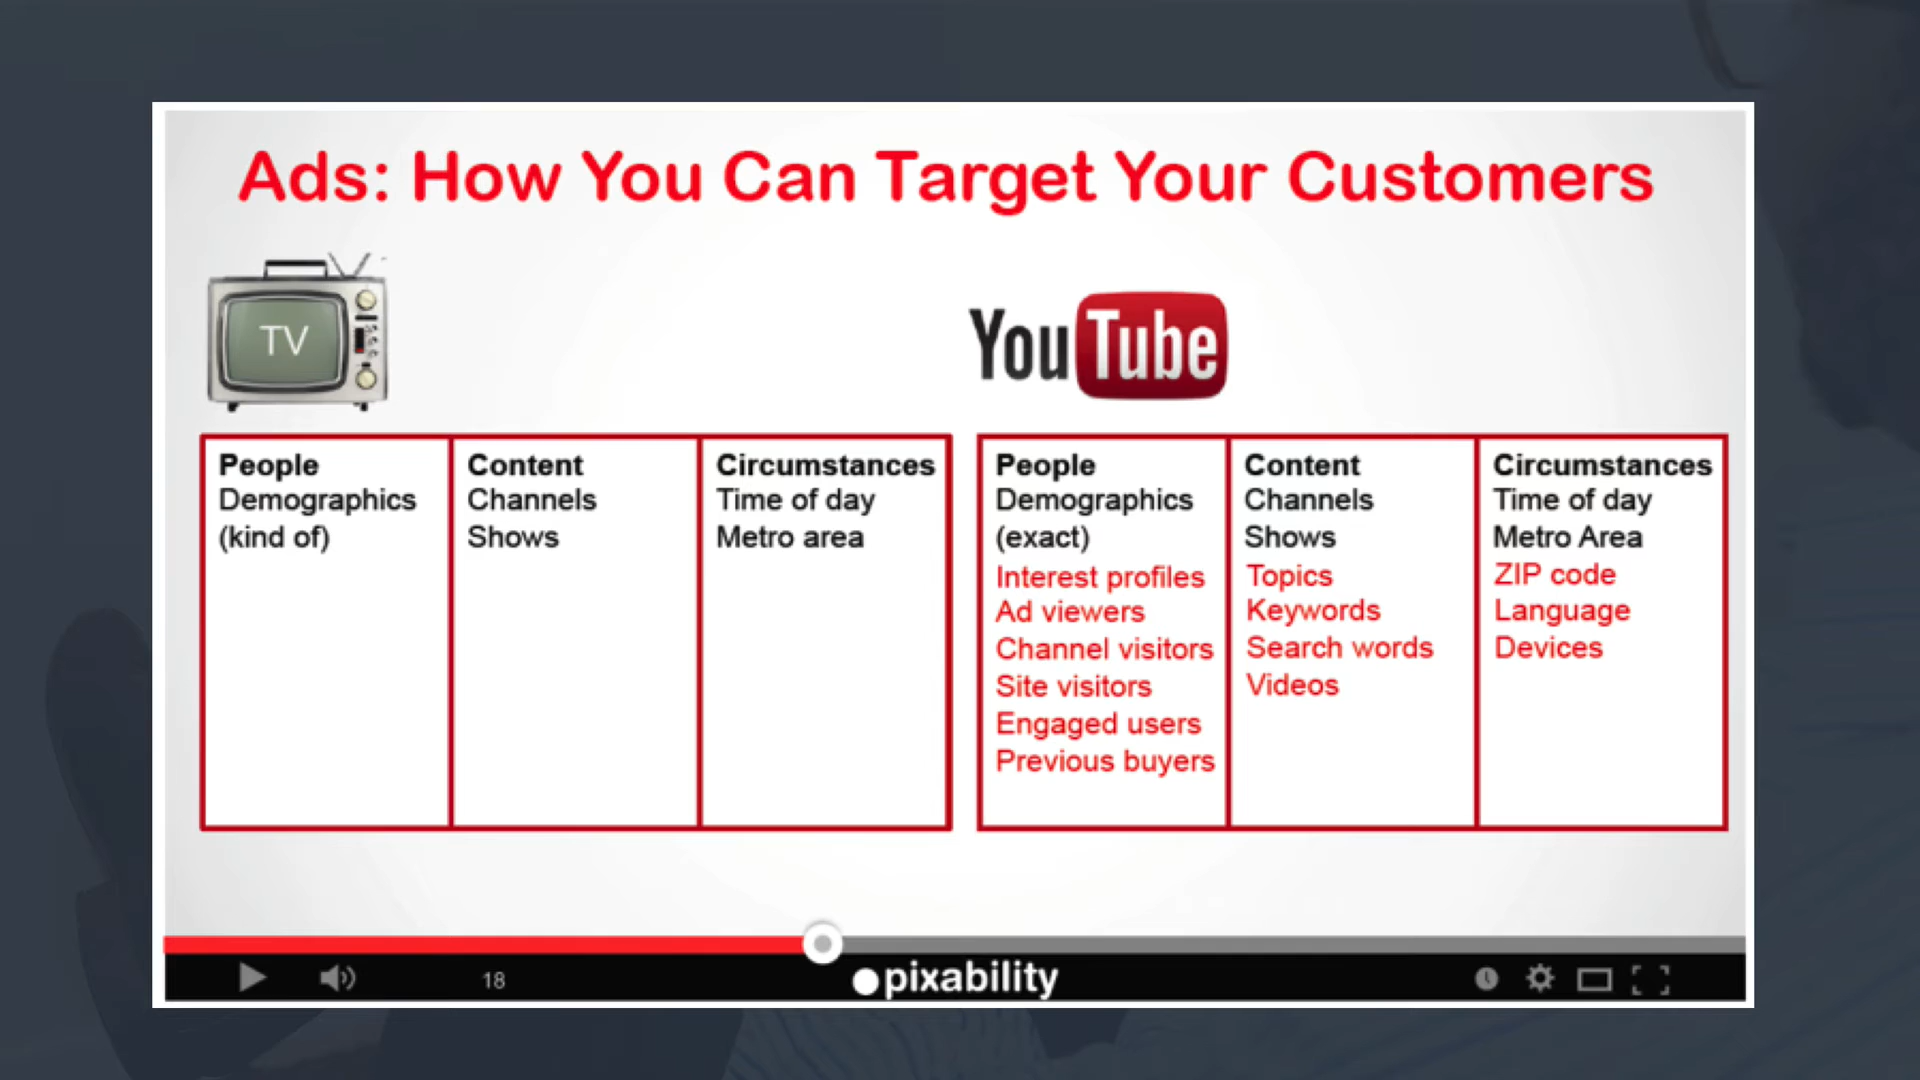 Ads: How You Can Target Your Customers
TV
YouTube
People
Demographics
(kind of)
Content
Channels
Shows
Circumstances
Time of day
Metro area
People
Demographics
(exact)
Interest profiles
Ad viewers
Channel visitors
Site visitors
Engaged users
Previous buyers
Content
Channels
Shows
Topics
Keywords
Search words
Videos
Circumstances
Time of day
Metro Area
ZIP code
Language
Devices
18
pixability